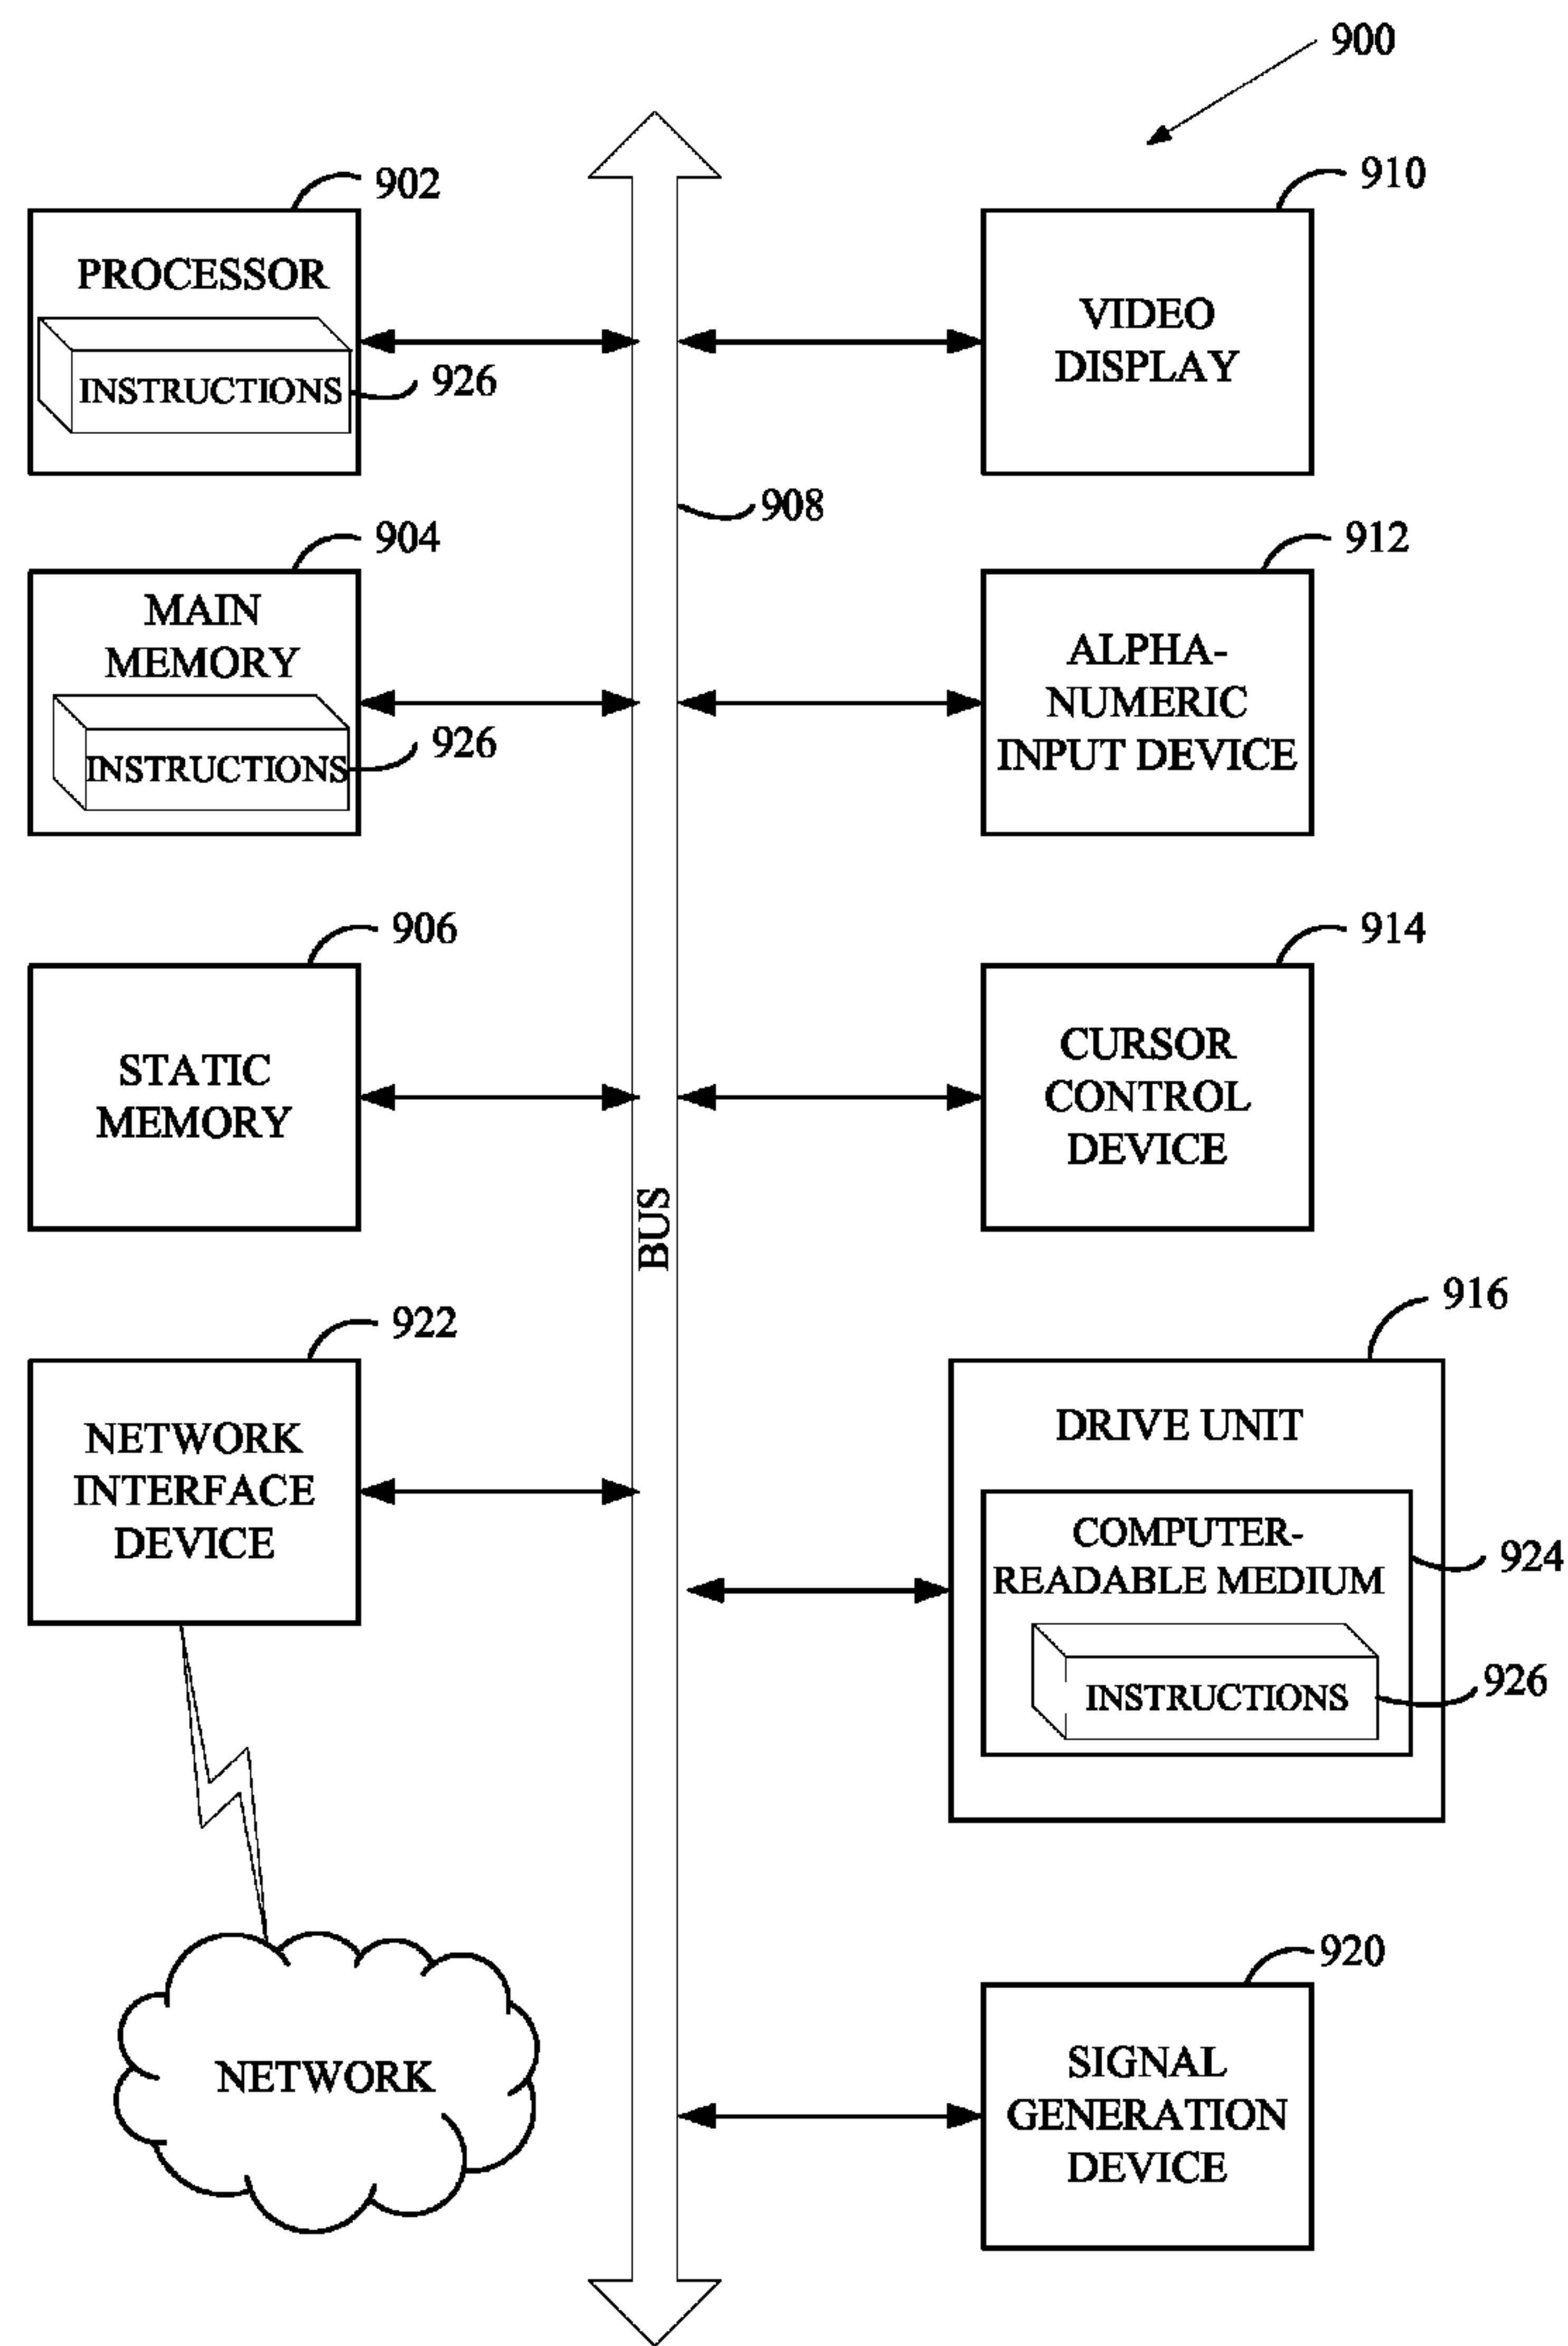 900
902
PROCESSOR
INSTRUCTIONS
926
910
VIDEO
DISPLAY
908
904
MAIN
MEMORY
INSTRUCTIONS
926
912
ALPHA-
NUMERIC
INPUT DEVICE
906
STATIC
MEMORY
914
CURSOR
CONTROL
DEVICE
BUS
922
NETWORK
INTERFACE
DEVICE
916
DRIVE UNIT
COMPUTER-
READABLE MEDIUM
924
INSTRUCTIONS
926
NETWORK
920
SIGNAL
GENERATION
DEVICE